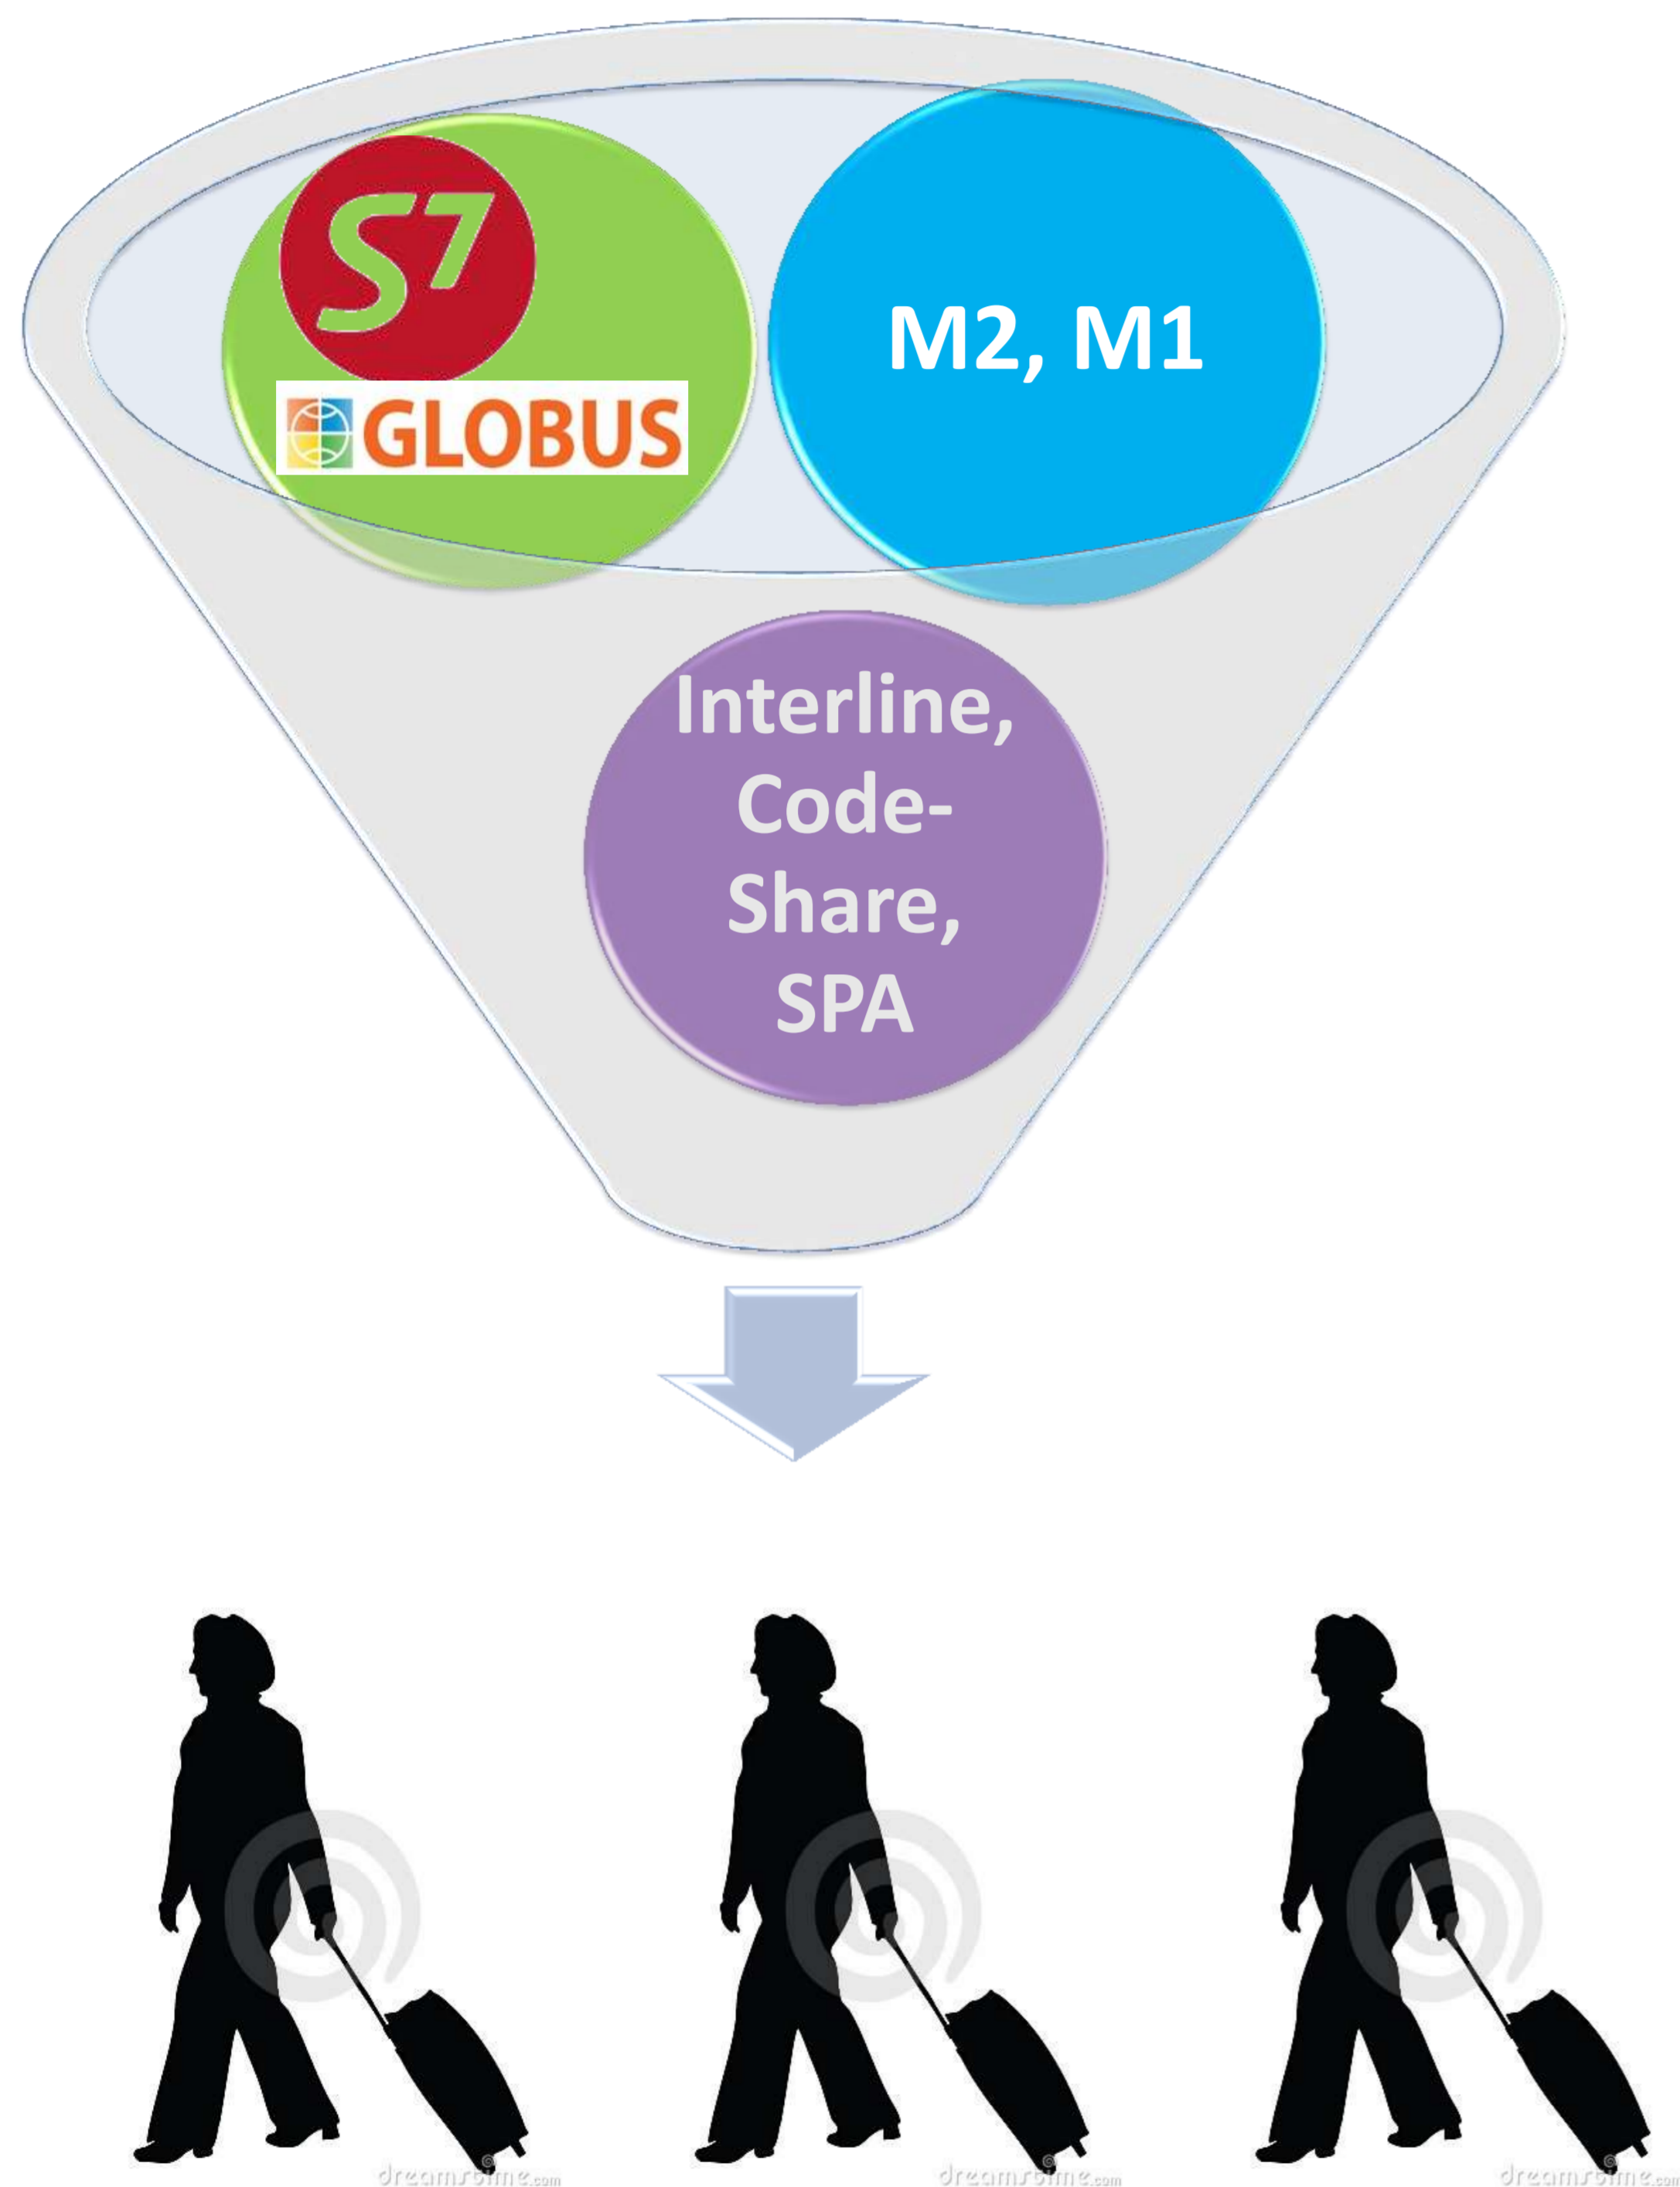 S7
GLOBUS
M2, M1
Interline,
Code-
Share,
SPA
dreamstime.com
dreamstime.com
dreamstime.com